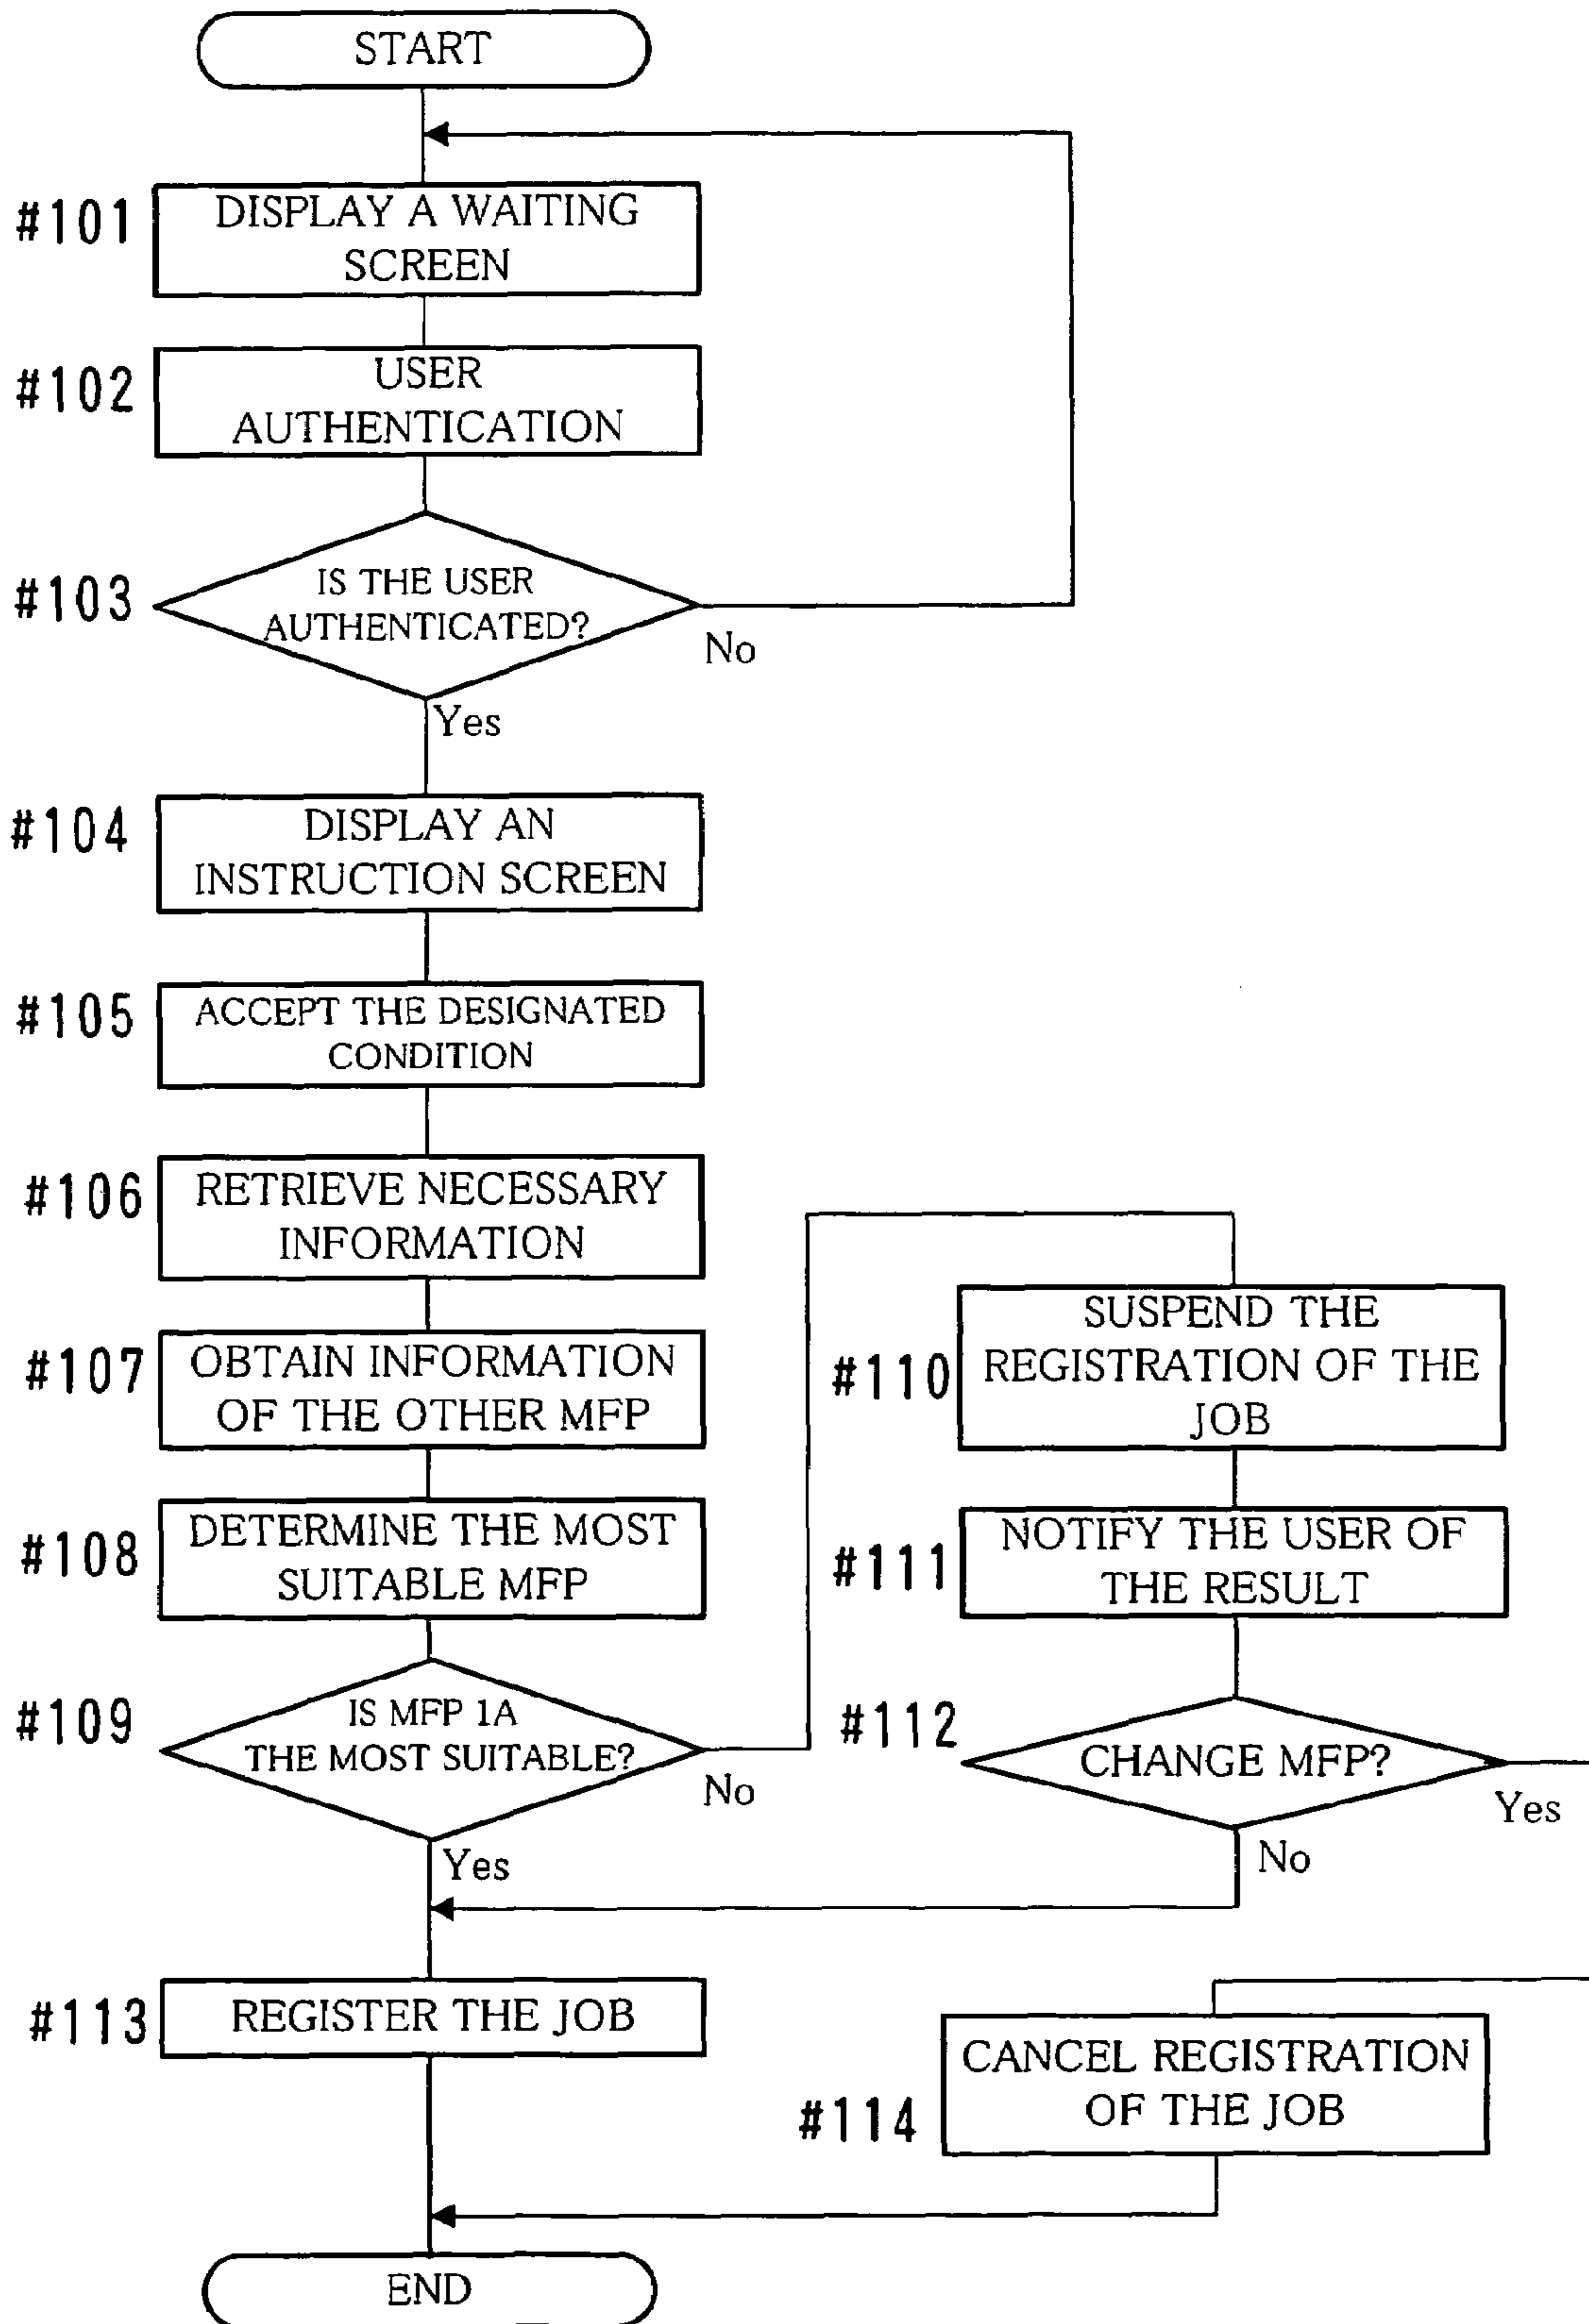 START
#101
DISPLAY A WAITING
SCREEN
#102
USER
AUTHENTICATION
#103
IS THE USER
AUTHENTICATED?
No
Yes
#104
DISPLAY AN
INSTRUCTION SCREEN
#105
ACCEPT THE DESIGNATED
CONDITION
#106
RETRIEVE NECESSARY
INFORMATION
#107
OBTAIN INFORMATION
OF THE OTHER MFP
#108
DETERMINE THE MOST
SUITABLE MFP
#109
IS MFP 1A
THE MOST SUITABLE?
No
Yes
#110
SUSPEND THE
REGISTRATION OF THE
JOB
#111
NOTIFY THE USER OF
THE RESULT
#112
CHANGE MFP?
Yes
No
#113
REGISTER THE JOB
#114
CANCEL REGISTRATION
OF THE JOB
END